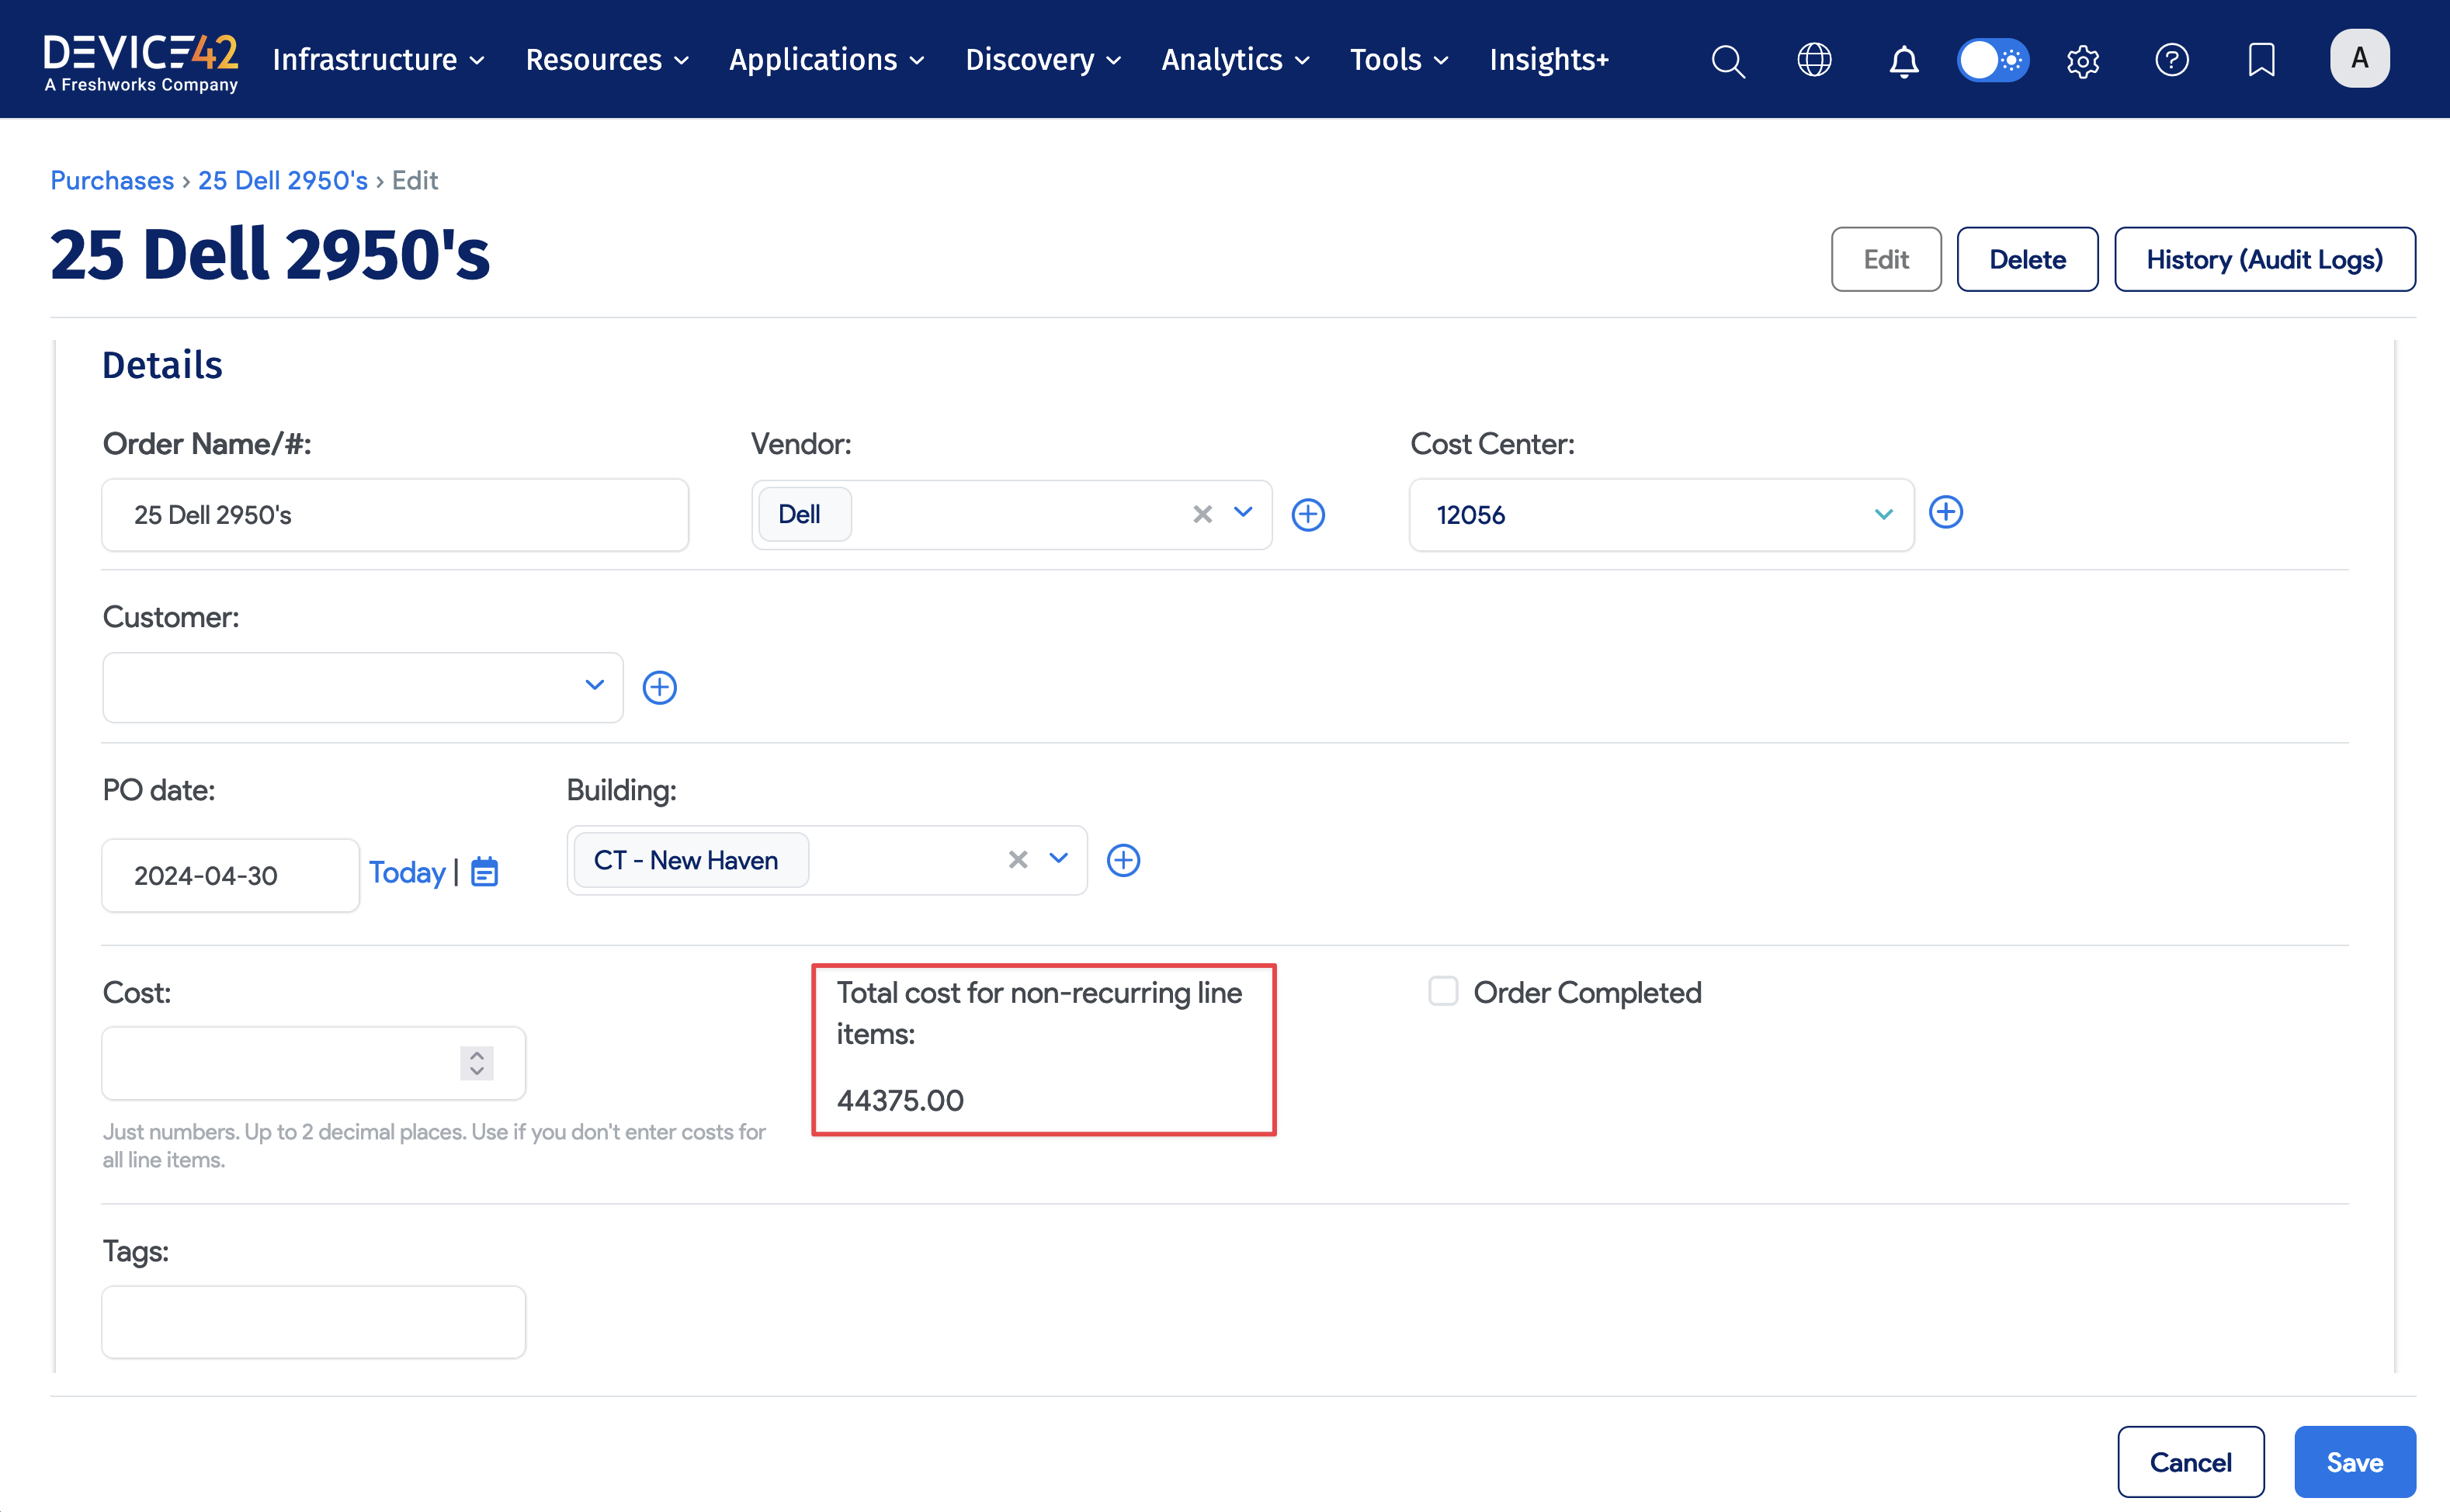 DEVICE42
A Freshworks Company
Infrastructure Resources Applications Discovery Analytics Tools Insights+
A
Purchases › 25 Dell 2950's › Edit
25 Dell 2950's
Edit Delete History (Audit Logs)
Details
Order Name/#: Vendor: Cost Center:
25 Dell 2950's Dell 12056
Customer:
PO date: Building:
2024-04-30 Today | CT - New Haven
Cost: Total cost for non-recurring line
items:
44375.00
Order Completed
Just numbers. Up to 2 decimal places. Use if you don't enter costs for
all line items.
Tags:
Cancel Save